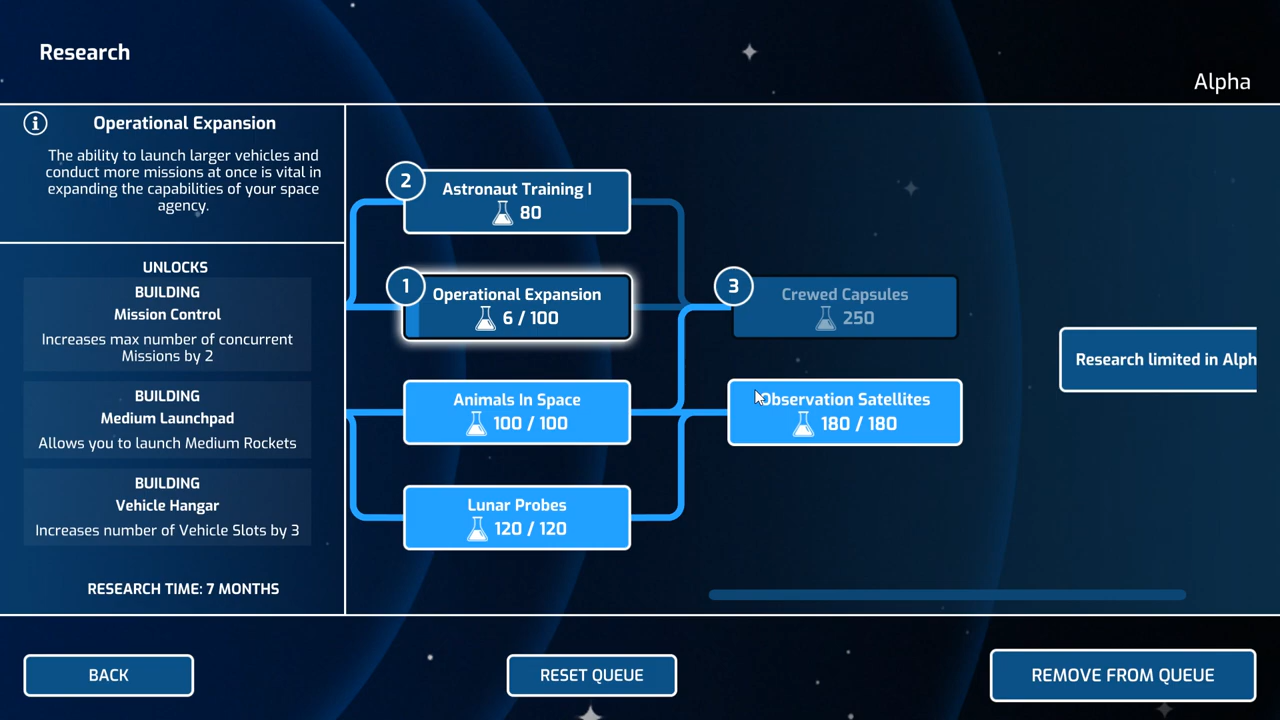 Research
Alpha
Operational Expansion
The ability to launch larger vehicles and
conduct more missions at once is vital in
expanding the capabilities of your space
agency.
UNLOCKS
BUILDING
Mission Control
Increases max number of concurrent
Missions by 2
BUILDING
Medium Launchpad
Allows you to launch Medium Rockets
BUILDING
Vehicle Hangar
Increases number of Vehicle Slots by 3
RESEARCH TIME: 7 MONTHS
2
Astronaut Training I
80
1
Operational Expansion
6 / 100
Animals In Space
100 / 100
Lunar Probes
120 / 120
3
Crewed Capsules
250
Observation Satellites
180 / 180
Research limited in Alph
BACK
RESET QUEUE
REMOVE FROM QUEUE